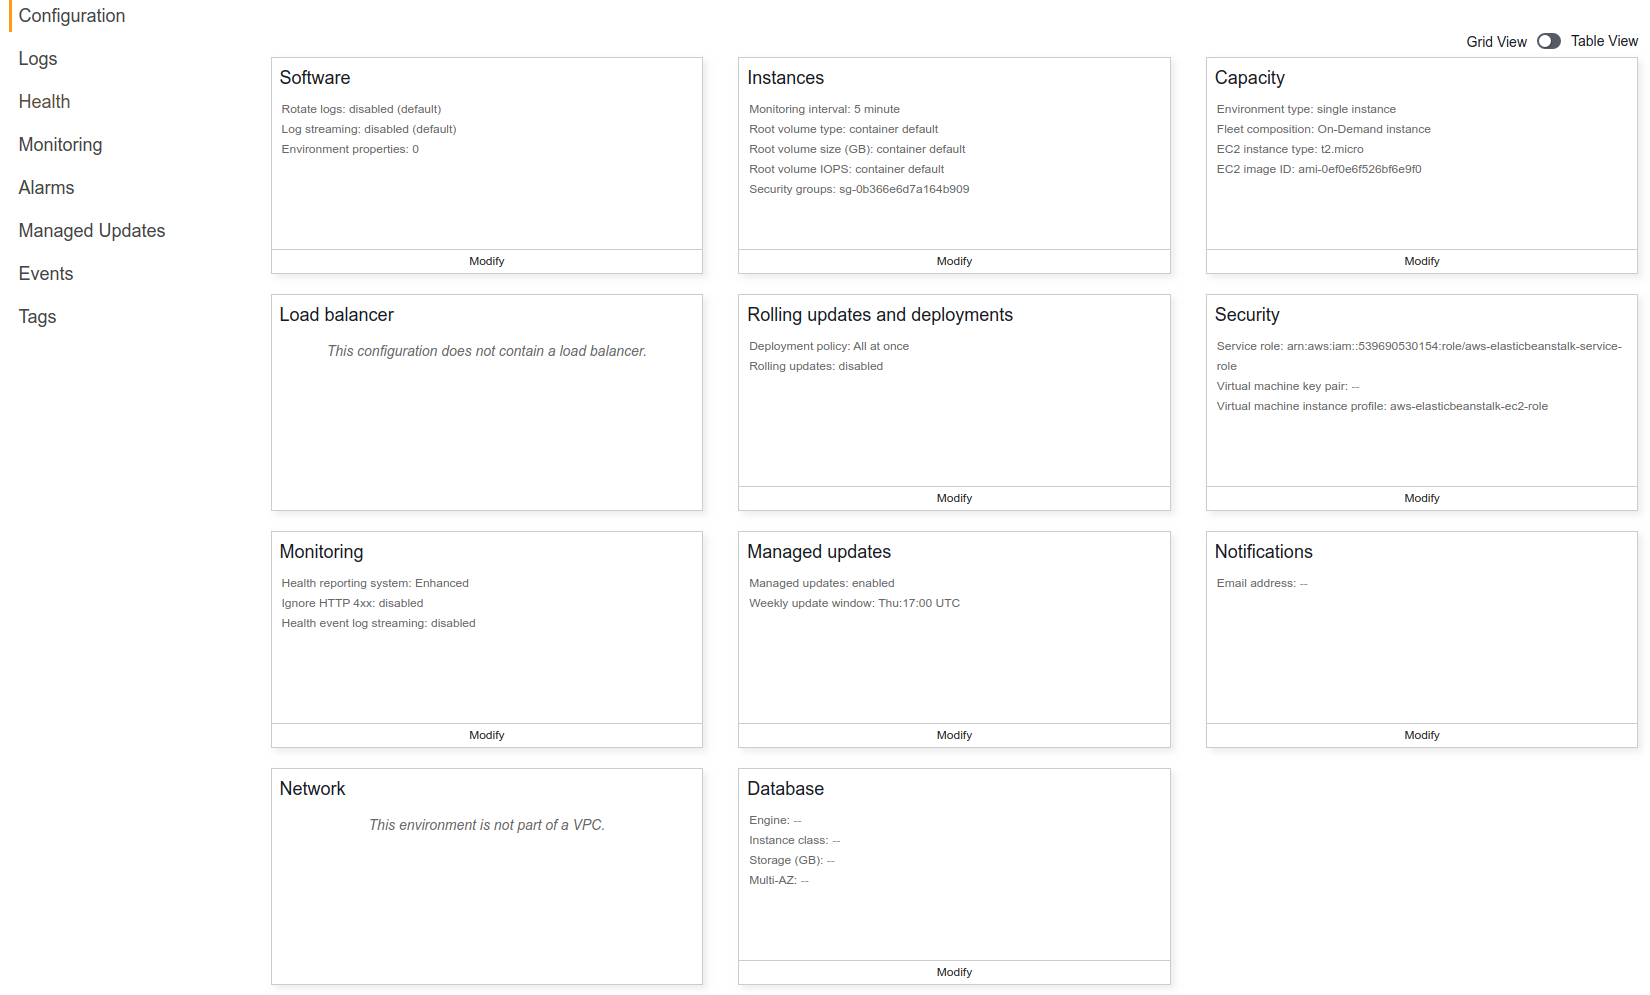 Configuration
Logs
Health
Monitoring
Alarms
Managed Updates
Events
Tags
Grid View Table View
Software
Rotate logs: disabled (default)
Log streaming: disabled (default)
Environment properties: 0
Modify
Instances
Monitoring interval: 5 minute
Root volume type: container default
Root volume size (GB): container default
Root volume IOPS: container default
Security groups: sg-0b366e6d7a164b909
Modify
Capacity
Environment type: single instance
Fleet composition: On-Demand instance
EC2 instance type: t2.micro
EC2 image ID: ami-0ef0e6f526bf6e9f0
Modify
Load balancer
This configuration does not contain a load balancer.
Rolling updates and deployments
Deployment policy: All at once
Rolling updates: disabled
Modify
Security
Service role: arn:aws:iam::539690530154:role/aws-elasticbeanstalk-service-
role
Virtual machine key pair: --
Virtual machine instance profile: aws-elasticbeanstalk-ec2-role
Modify
Monitoring
Health reporting system: Enhanced
Ignore HTTP 4xx: disabled
Health event log streaming: disabled
Modify
Managed updates
Managed updates: enabled
Weekly update window: Thu:17:00 UTC
Modify
Notifications
Email address: --
Modify
Network
This environment is not part of a VPC.
Database
Engine: --
Instance class: --
Storage (GB): --
Multi-AZ: --
Modify